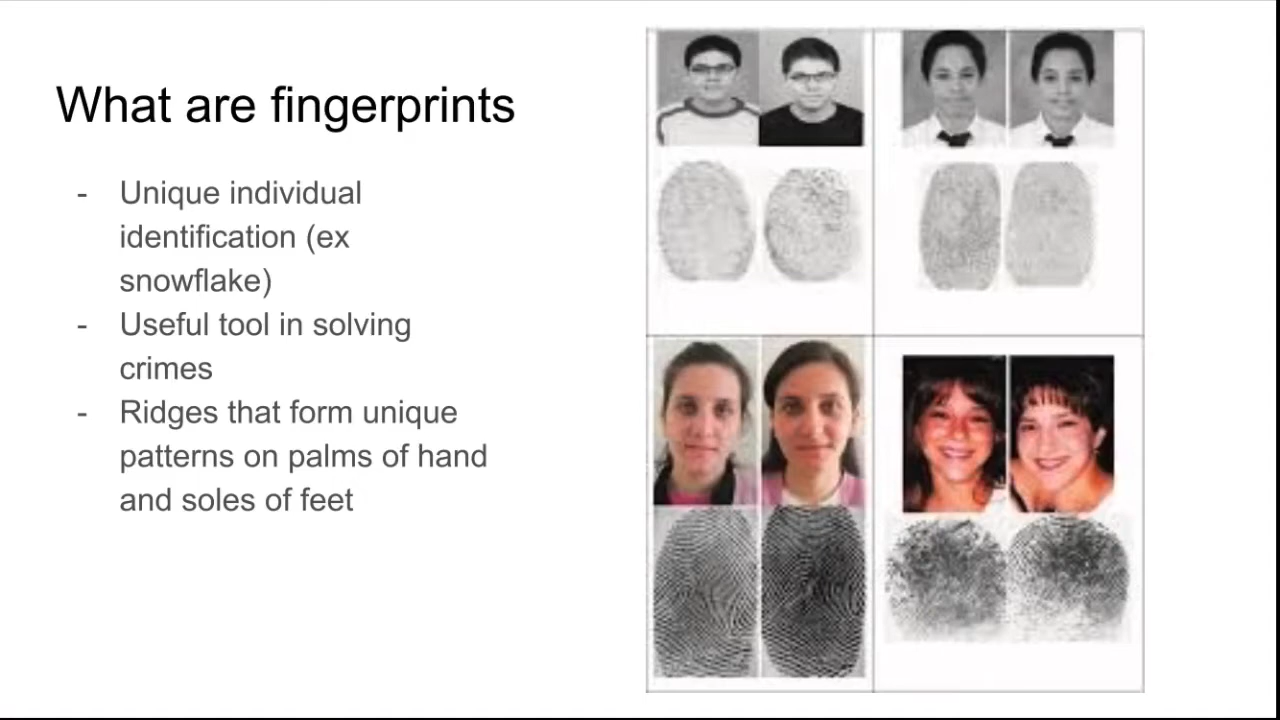 What are fingerprints
- Unique individual
identification (ex
snowflake)
- Useful tool in solving
crimes
- Ridges that form unique
patterns on palms of hand
and soles of feet